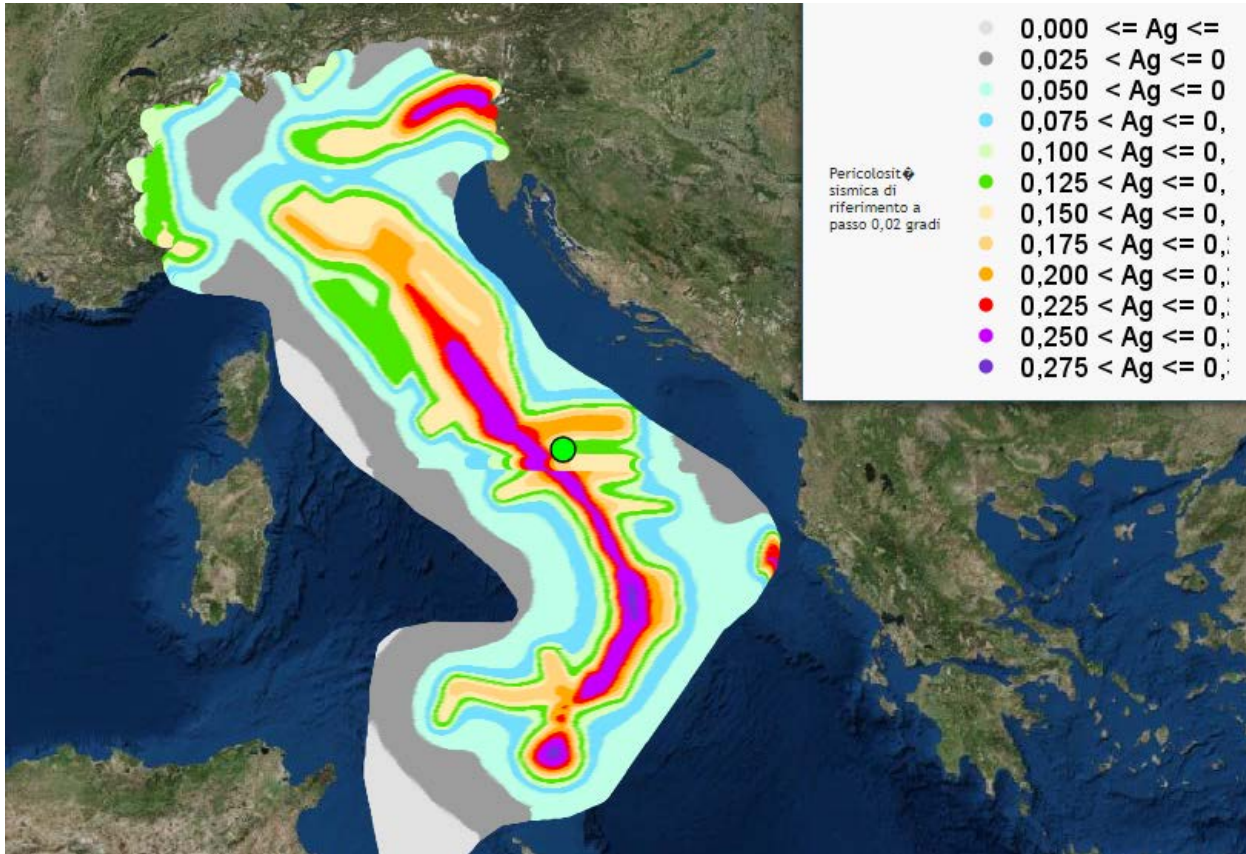 Pericolosit�
sismica di
riferimento a
passo 0,02 gradi
0,000 <= Ag <=
0,025 < Ag <= 0
0,050 < Ag <= 0
0,075 < Ag <= 0,
0,100 < Ag <= 0,
0,125 < Ag <= 0,
0,150 < Ag <= 0,
0,175 < Ag <= 0,
0,200 < Ag <= 0,
0,225 < Ag <= 0,
0,250 < Ag <= 0,
0,275 < Ag <= 0,